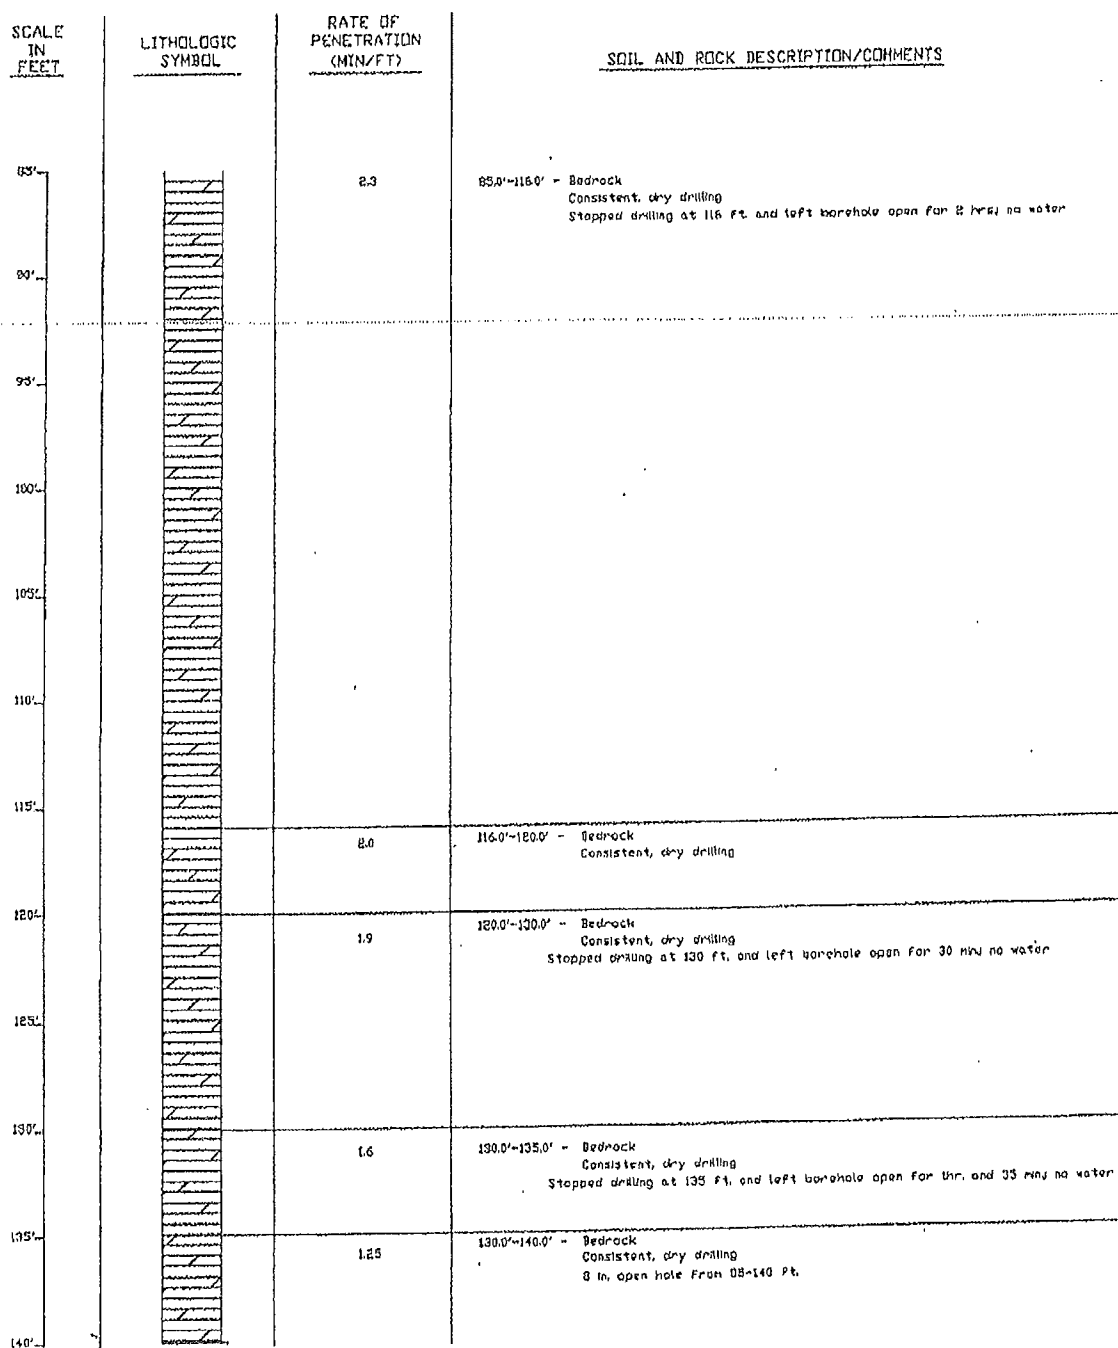 SCALE IN FEET
LITHOLOGIC SYMBOL
RATE OF PENETRATION (MIN/FT)
SOIL AND ROCK DESCRIPTION/COMMENTS
85'
2.3
85.0'-116.0' - Bedrock
Consistent, dry drilling
Stopped drilling at 116 ft. and left borehole open for 2 hrs; no water
90'
95'
100'
105'
110'
115'
2.0
116.0'-120.0' - Bedrock
Consistent, dry drilling
120'
1.9
120.0'-130.0' - Bedrock
Consistent, dry drilling
Stopped drilling at 130 ft. and left borehole open for 30 min; no water
125'
130'
1.6
130.0'-135.0' - Bedrock
Consistent, dry drilling
Stopped drilling at 135 ft. and left borehole open for 1hr. and 35 min; no water
135'
1.25
130.0'-140.0' - Bedrock
Consistent, dry drilling
in. open hole from -140 ft.
140'